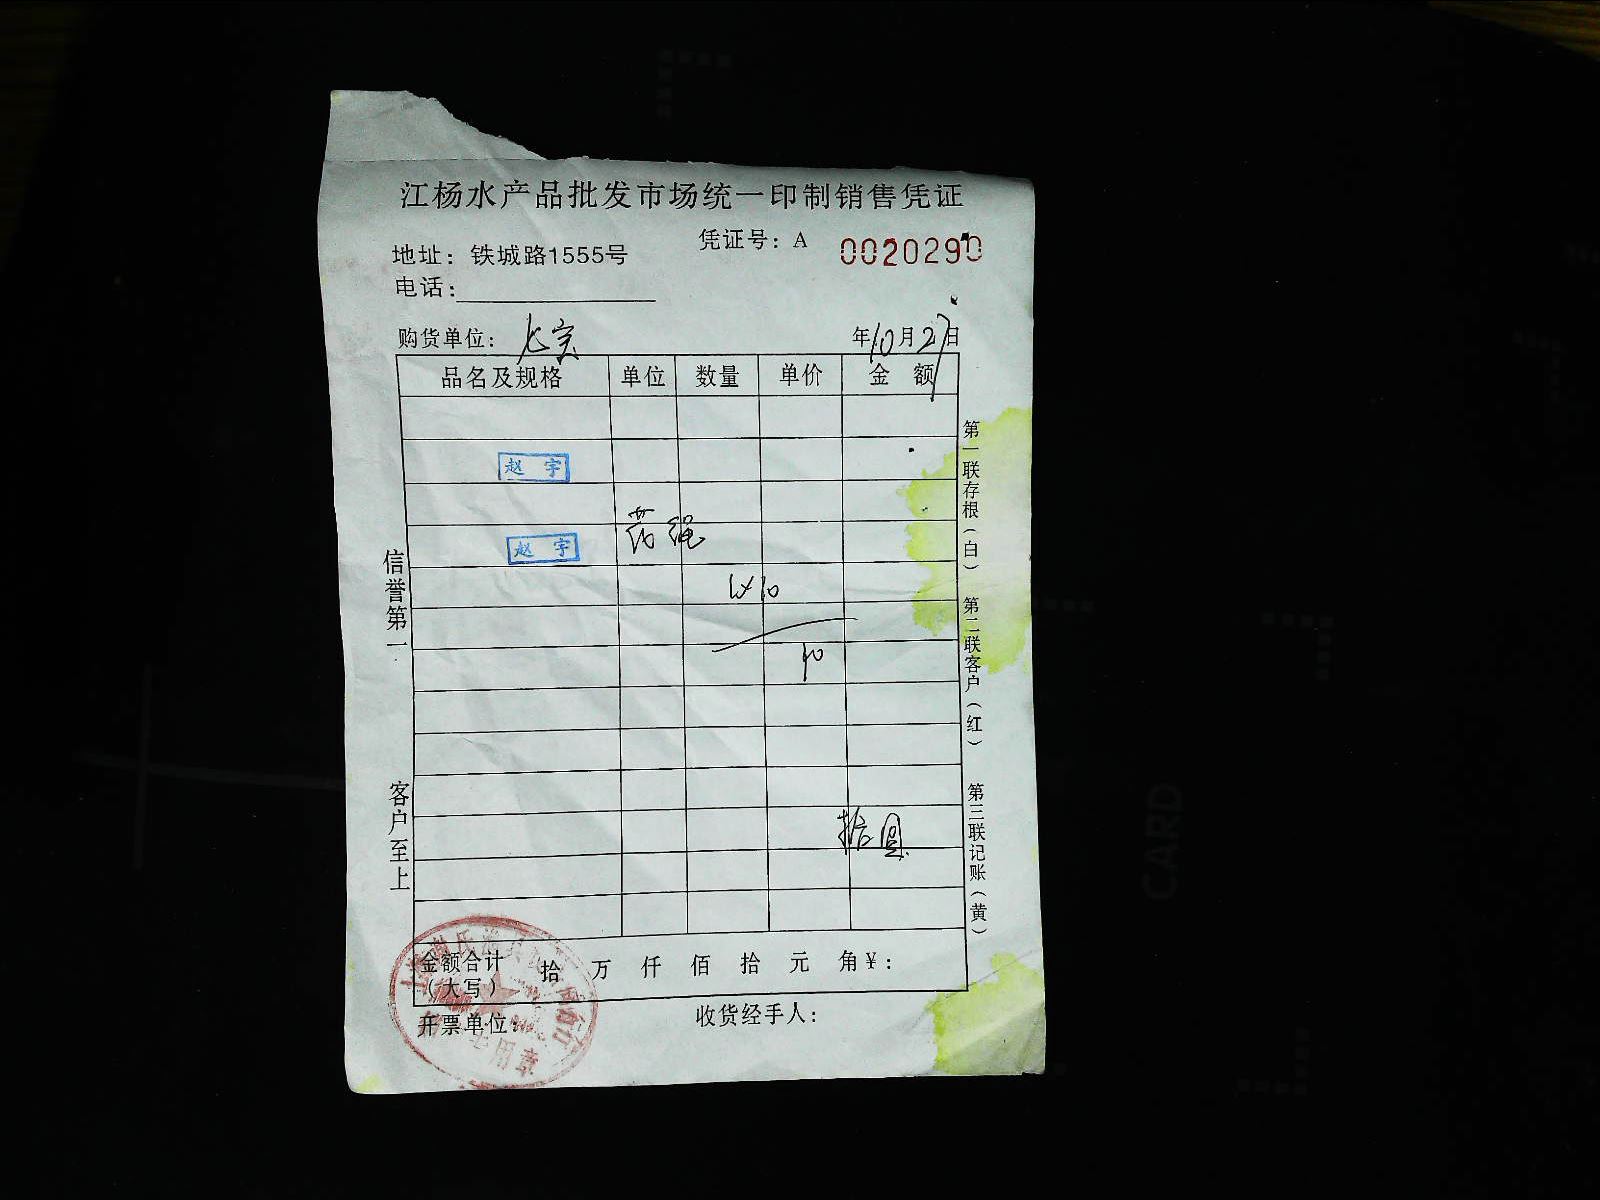 江杨水产品批发市场统一印制销售凭证
凭证号：A 0020290
地址：铁城路1555号
电话：
购货单位：
年10月27日
品名及规格 单位 数量 单价 金 额
赵 宇
赵 宇
绳
1×10
10
拾圆
金额合计（大写） 拾 万 仟 佰 拾 元 角¥：
开票单位：
收货经手人：
信誉第一
客户至上
第一联存根（白）
第二联客户（红）
第三联记账（黄）
CARD